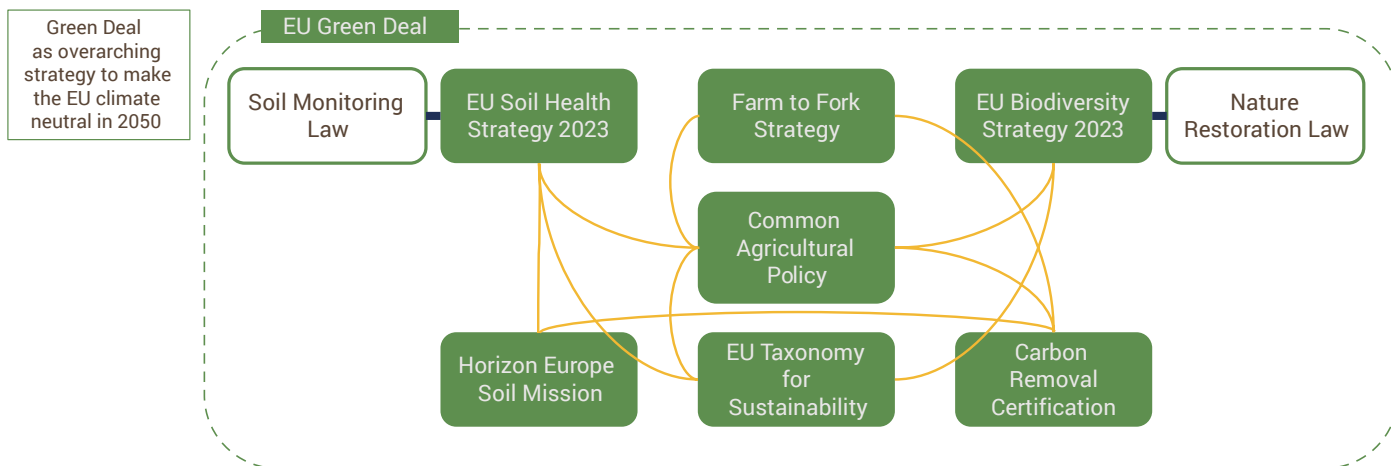 Green Deal
as overarching
strategy to make
the EU climate
neutral in 2050
EU Green Deal
Soil Monitoring
Law
EU Soil Health
Strategy 2023
Farm to Fork
Strategy
EU Biodiversity
Strategy 2023
Nature
Restoration Law
Common
Agricultural
Policy
Horizon Europe
Soil Mission
EU Taxonomy
for
Sustainability
Carbon
Removal
Certification